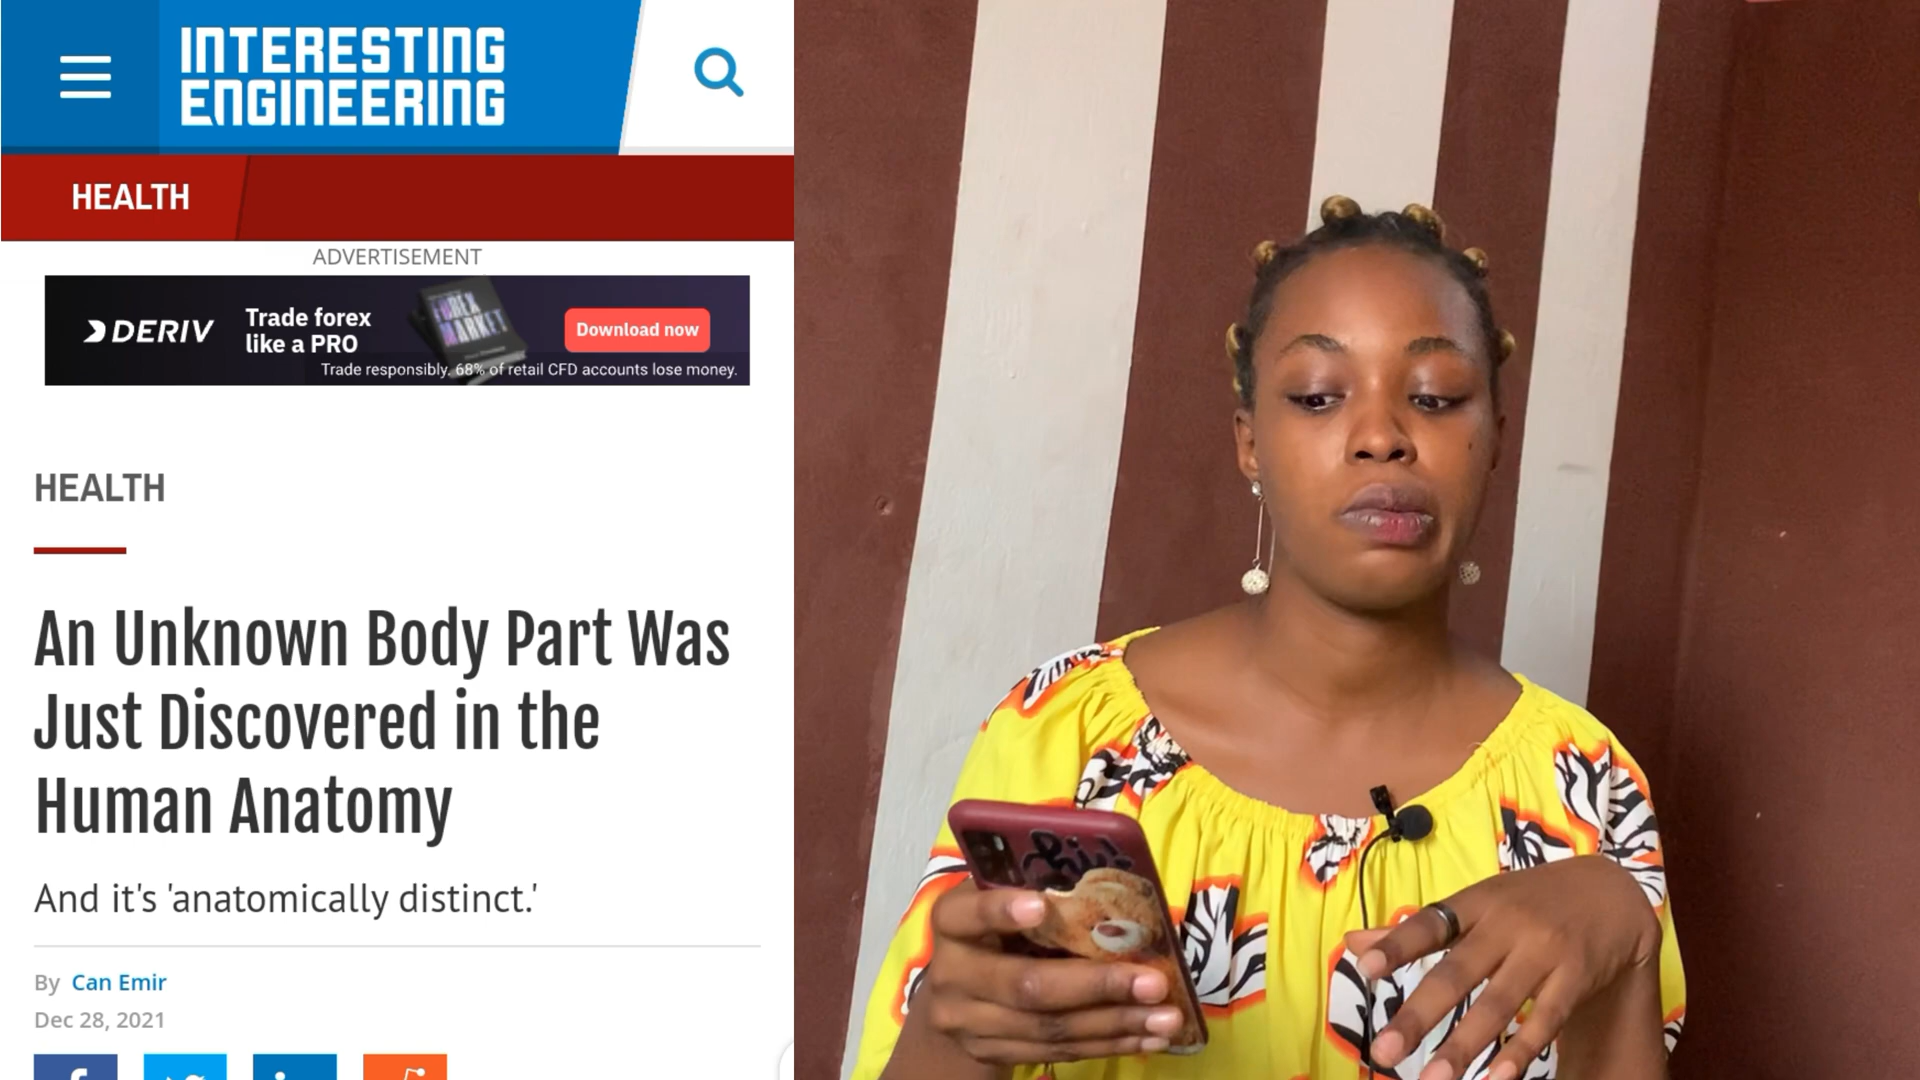 INTERESTING
ENGINEERING
HEALTH
ADVERTISEMENT
DERIV
Trade forex
like a PRO
FOREX
MARKET
Download now
Trade responsibly. 68% of retail CFD accounts lose money.
HEALTH
An Unknown Body Part Was
Just Discovered in the
Human Anatomy
And it's 'anatomically distinct.'
By Can Emir
Dec 28, 2021